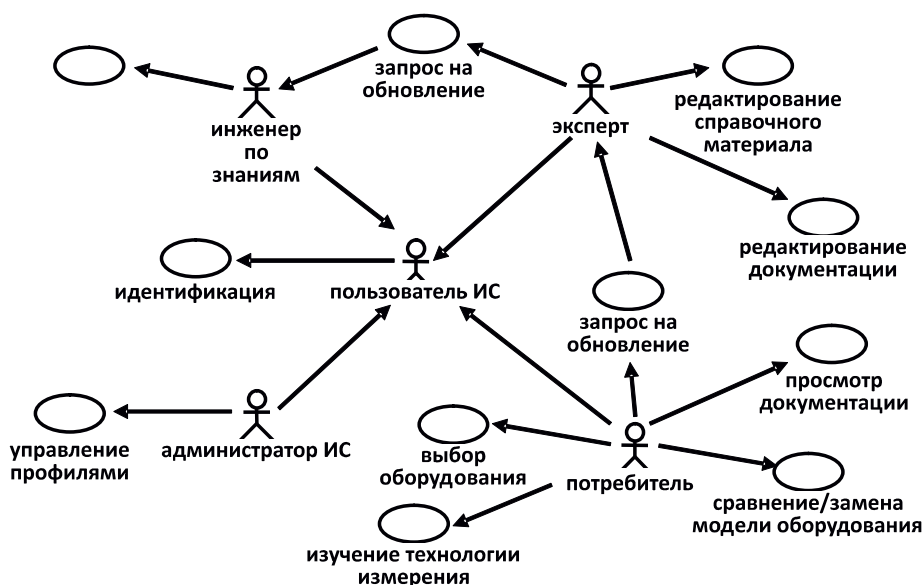 запрос на
обновление
инженер
по
знаниям
эксперт
редактирование
справочного
материала
редактирование
документации
идентификация
пользователь ИС
запрос на
обновление
просмотр
документации
управление
профилями
администратор ИС
выбор
оборудования
потребитель
сравнение/замена
модели оборудования
изучение технологии
измерения